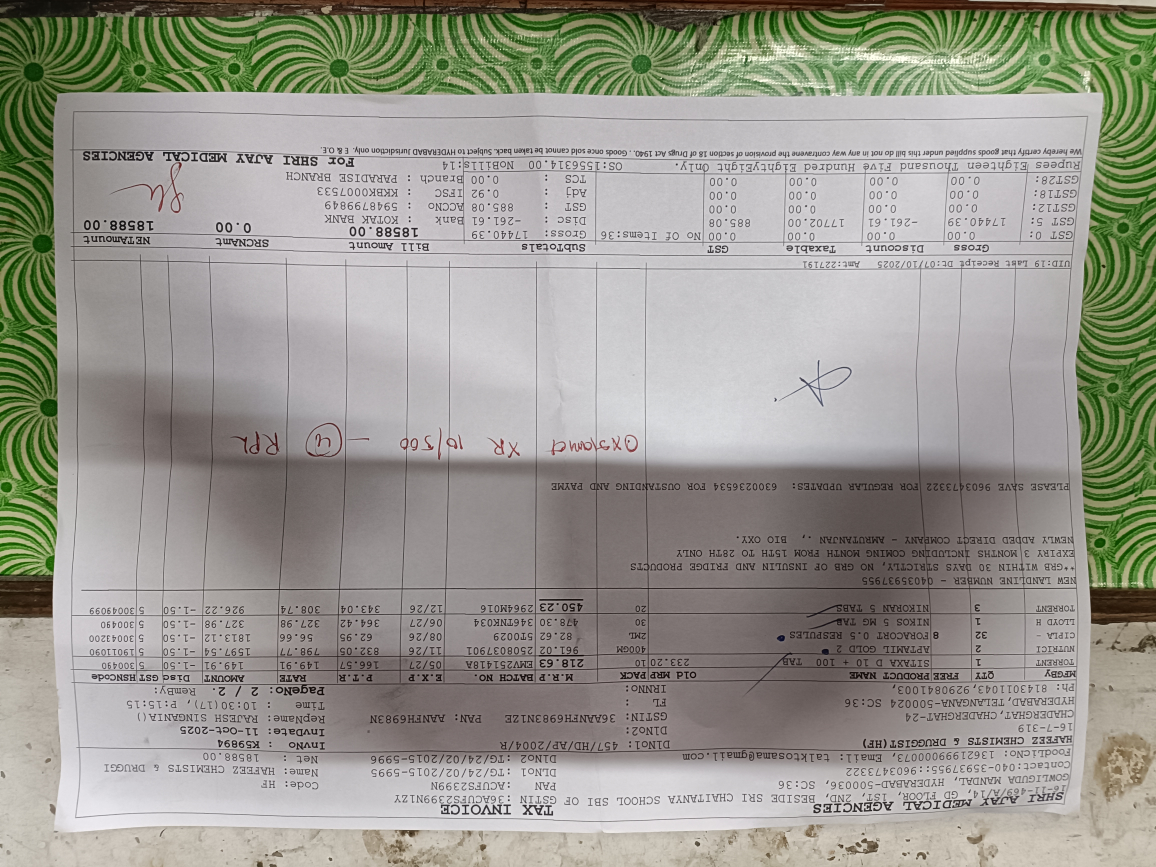 SHRI AJAY MEDICAL AGENCIES TAX INVOICE
16-11-469/A/14, GD FLOOR, 1ST, 2ND, BESIDE SRI CHAITANYA SCHOOL SBI OF GSTIN :36ACUFS2399N1ZY
GOWLIGUDA MANDAL, HYDERABAD-500036, SC:36 PAN :ACUFS2399N Code: HF
Contact:040-35937955::9603473322 DLNO1 :TG/24/02/2015-5995 Name: HAFEEZ CHEMISTS & DRUGGI
FoodLicNo: 13621999000073, Email: talktosama@gmail.com DLNO2 :TG/24/02/2015-5996 Net : 18588.00
HAFEEZ CHEMISTS & DRUGGIST(HF) DLNO1: 457/HD/AP/2004/R InvNo : K59894
16-7-319 DLNO2: InvDate: 11-Oct-2025
CHADERGHAT, CHADERGHAT-24 GSTIN: 36AANFH6983N1ZE PAN: AANFH6983N RepName: RAJESH SINGANIA()
HYDERABAD, TELANGANA-500024 SC:36 FL : Time : 10:30(17), P:15:15
Ph: 8143011043,9290941003, IRNNO: PageNo: 2 / 2. RemBy:
MFGBY QTY FREE PRODUCT NAME Old MRP PACK M.R.P BATCH NO. E.X.P P.T.R RATE AMOUNT Disc GST HSNcode
TORRENT 1 SITAXA D 10 + 100 TAB 233.20 10 218.63 EMV2S1418A 05/27 166.57 149.91 149.91 -1.50 5 300490
NUTRICI 2 APTAMIL GOLD 2 400GM 961.02 2508037901 11/26 832.05 798.77 1597.54 -1.50 5 19011090
CIPLA - 32 8 FORACORT 0.5 RESPULES 2ML 82.62 ST0029 08/26 62.95 56.66 1813.12 -1.50 5 30043200
LLOYD H 1 NIKOS 5 MG TAB 30 478.30 346TNK034 06/27 364.42 327.98 327.98 -1.50 5 300490
TORRENT 3 NIKORAN 5 TABS 20 450.23 2964M016 12/26 343.04 308.74 926.22 -1.50 5 30049099
NEW LANDLINE NUMBER - 04035937955
**GRB WITHIN 30 DAYS STRICTLY, NO GRB OF INSULIN AND FRIDGE PRODUCTS
EXPIRY 3 MONTHS INCLUDING COMING MONTH FROM 15TH TO 28TH ONLY
NEWLY ADDED DIRECT COMPANY - AMRUTANJAN ., BIO OXY.
PLEASE SAVE 9603473322 FOR REGULAR UPDATES: 6300236534 FOR OUSTANDING AND PAYME
XR 10/500 - 4 RPL
UID:19 Last Receipt Dt:07/10/2025 Amt:227191
Gross Discount Taxable GST SubTotals Bill Amount SRCNAMT NETAmount
GST 0: 0.00 0.00 0.00 0.00 No Of Items:36 Gross: 17440.39 18588.00 0.00 18588.00
GST 5: 17440.39 -261.61 17702.00 885.08 Disc : -261.61 Bank : KOTAK BANK
GST12: 0.00 0.00 0.00 0.00 GST : 885.08 ACCNo : 5948799849
GST18: 0.00 0.00 0.00 0.00 Adj : 0.92 IFSC : KKBK0007533
GST28: 0.00 0.00 0.00 0.00 TCS : 0.00 Branch : PARADISE BRANCH
Rupees Eighteen Thousand Five Hundred EightyEight Only. OS:1556314.00 NOBills:14 For SHRI AJAY MEDICAL AGENCIES
We hereby certify that goods supplied under this bill do not in any way contravene the provision of section 18 of Drugs Act 1940. . Goods once sold cannot be taken back. Subject to HYDERABAD Jurisdiction only. E & O.E.